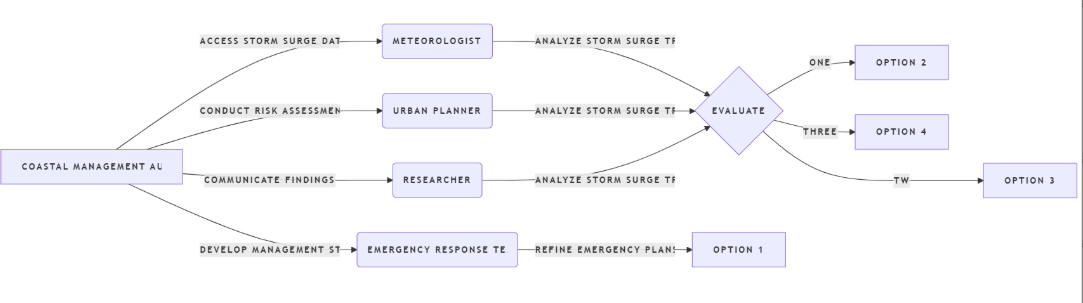 ACCESS STORM SURGE DAT
METEOROLOGIST
ANALYZE STORM SURGE TR
ONE
OPTION 2
CONDUCT RISK ASSESSMEN
URBAN PLANNER
ANALYZE STORM SURGE TR
EVALUATE
THREE
OPTION 4
COASTAL MANAGEMENT AU
COMMUNICATE FINDINGS
RESEARCHER
ANALYZE STORM SURGE TR
TW
OPTION 3
DEVELOP MANAGEMENT ST
EMERGENCY RESPONSE TE
REFINE EMERGENCY PLAN
OPTION 1